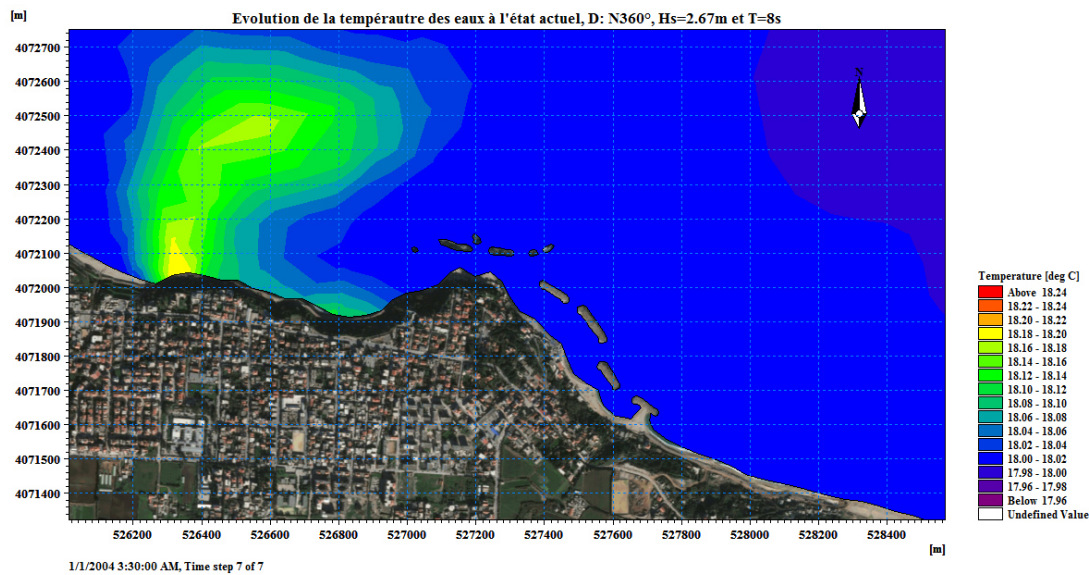 [m]
Evolution de la tempérautre des eaux à l'état actuel, D: N360°, Hs=2.67m et T=8s
4072700
4072600
4072500
4072400
4072300
4072200
4072100
4072000
4071900
4071800
4071700
4071600
4071500
4071400
N
526200 526400 526600 526800 527000 527200 527400 527600 527800 528000 528200 528400
[m]
Temperature [deg C]
Above 18.24
18.22 - 18.24
18.20 - 18.22
18.18 - 18.20
18.16 - 18.18
18.14 - 18.16
18.12 - 18.14
18.10 - 18.12
18.08 - 18.10
18.06 - 18.08
18.04 - 18.06
18.02 - 18.04
18.00 - 18.02
17.98 - 18.00
17.96 - 17.98
Below 17.96
Undefined Value
1/1/2004 3:30:00 AM, Time step 7 of 7